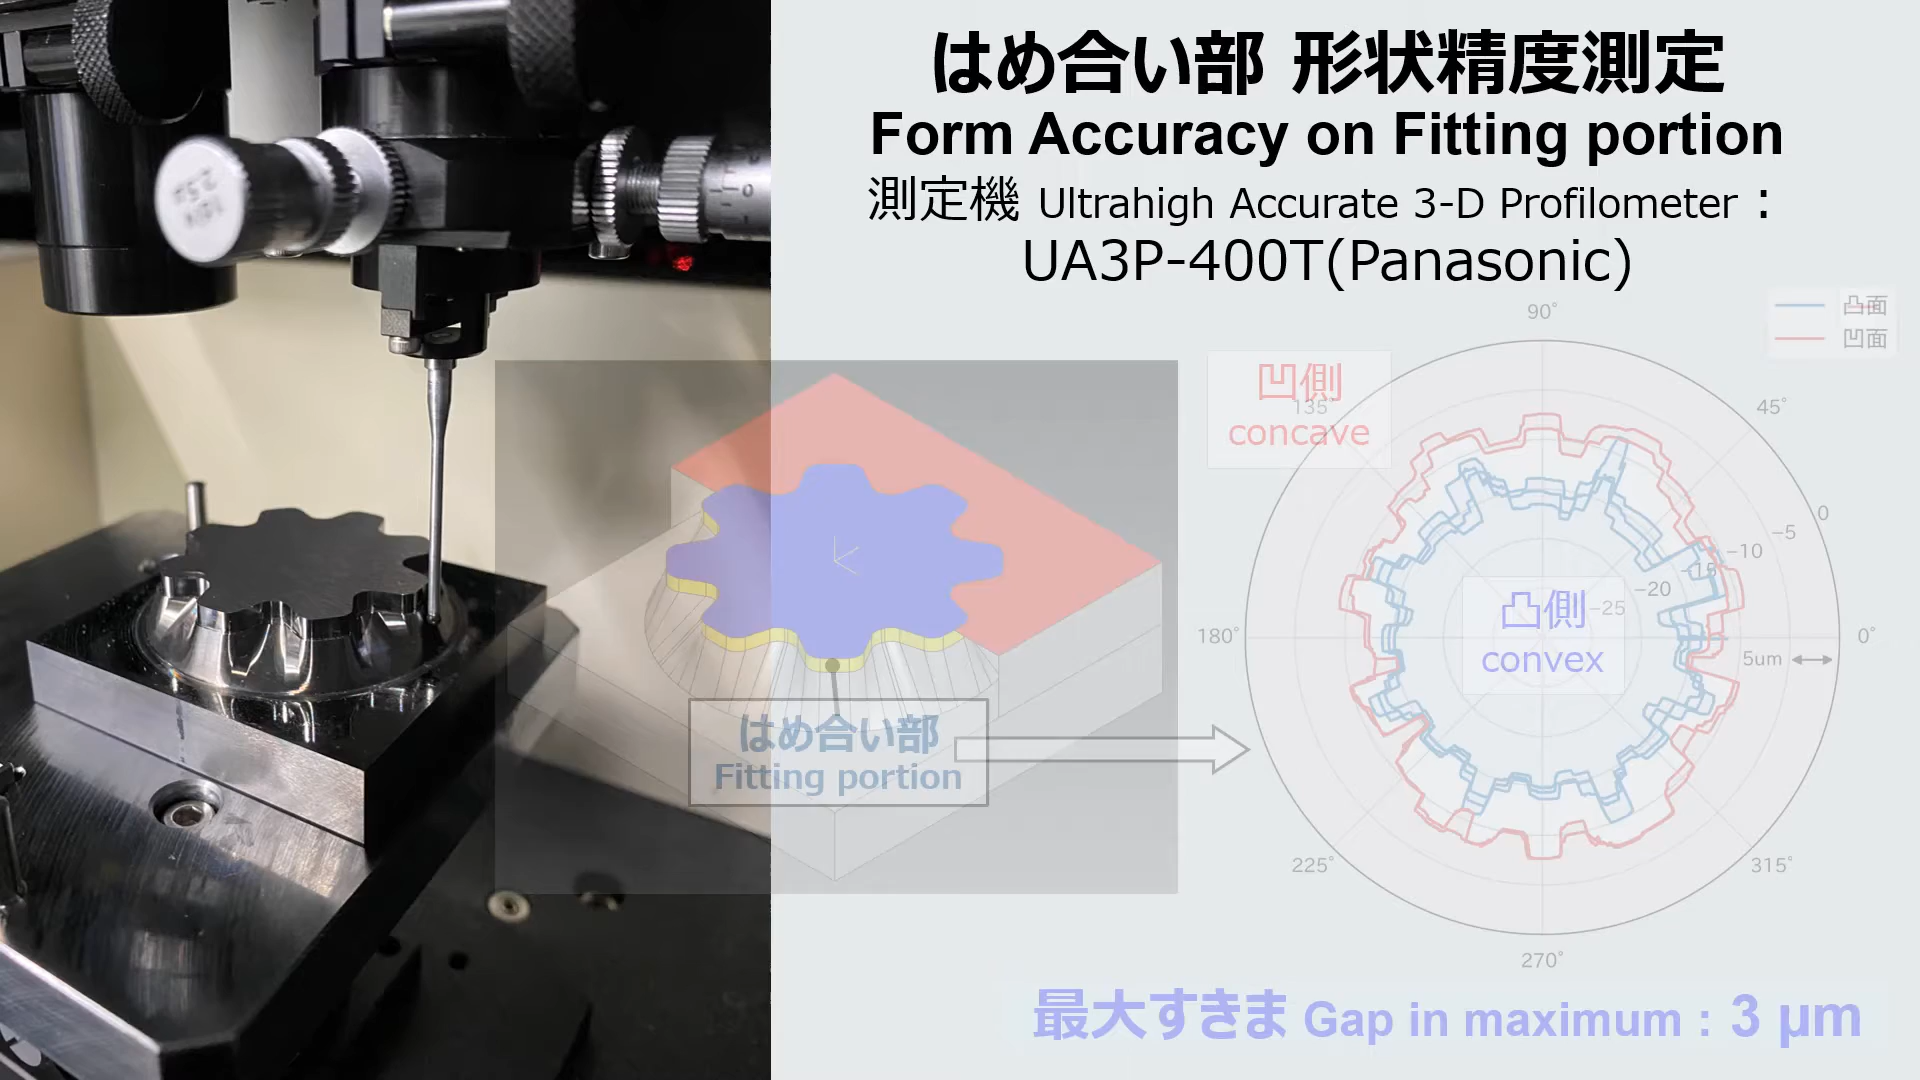 はめ合い部 形状精度測定
Form Accuracy on Fitting portion
測定機 Ultrahigh Accurate 3-D Profilometer :
UA3P-400T(Panasonic)
凸面
凹面
90°
凹側
concave
135°
45°
0
−5
−10
−15
−20
−25
凸側
convex
180°
0°
5um
はめ合い部
Fitting portion
225°
315°
270°
最大すきま Gap in maximum : 3 µm